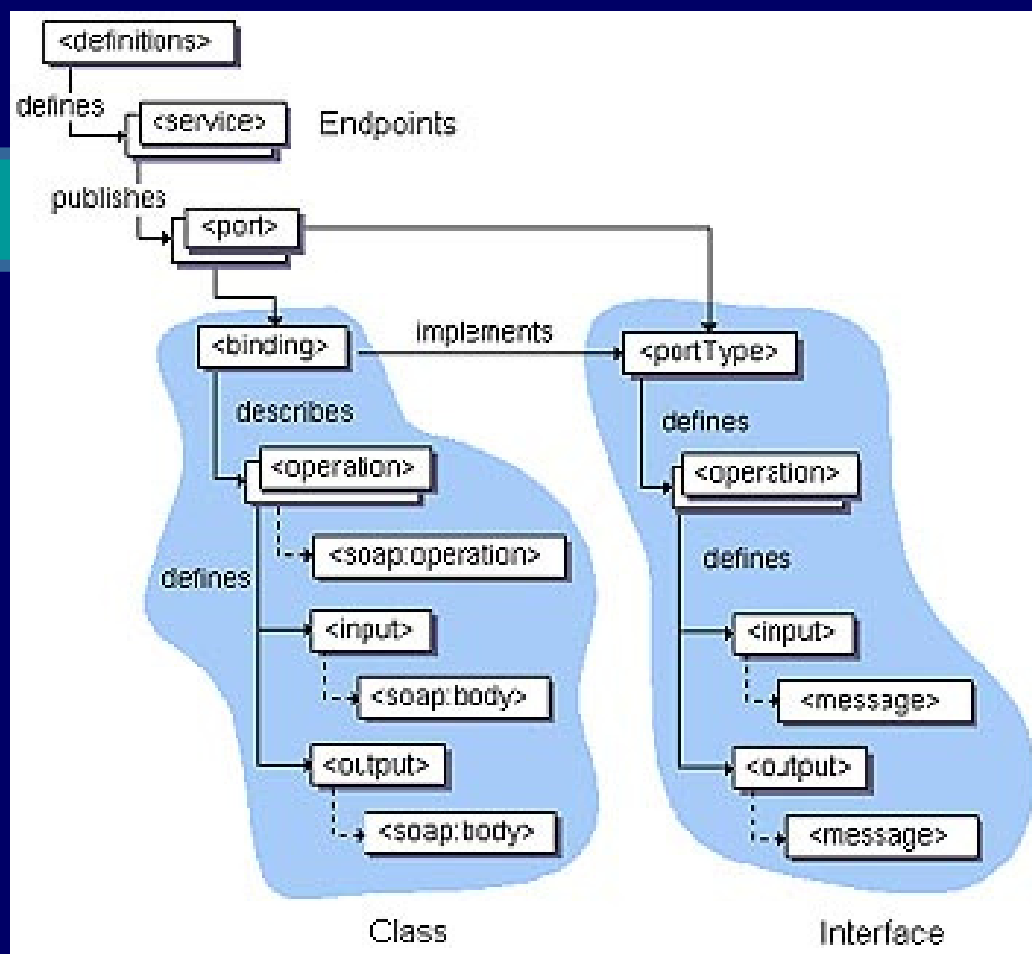 <definitions>
defines
<service>
Endpoints
publishes
<port>
<binding>
implements
<portType>
describes
defines
<operation>
<operation>
<soap:operation>
defines
defines
<input>
<input>
<soap:body>
<message>
<output>
<output>
<soap:body>
<message>
Class
Interface